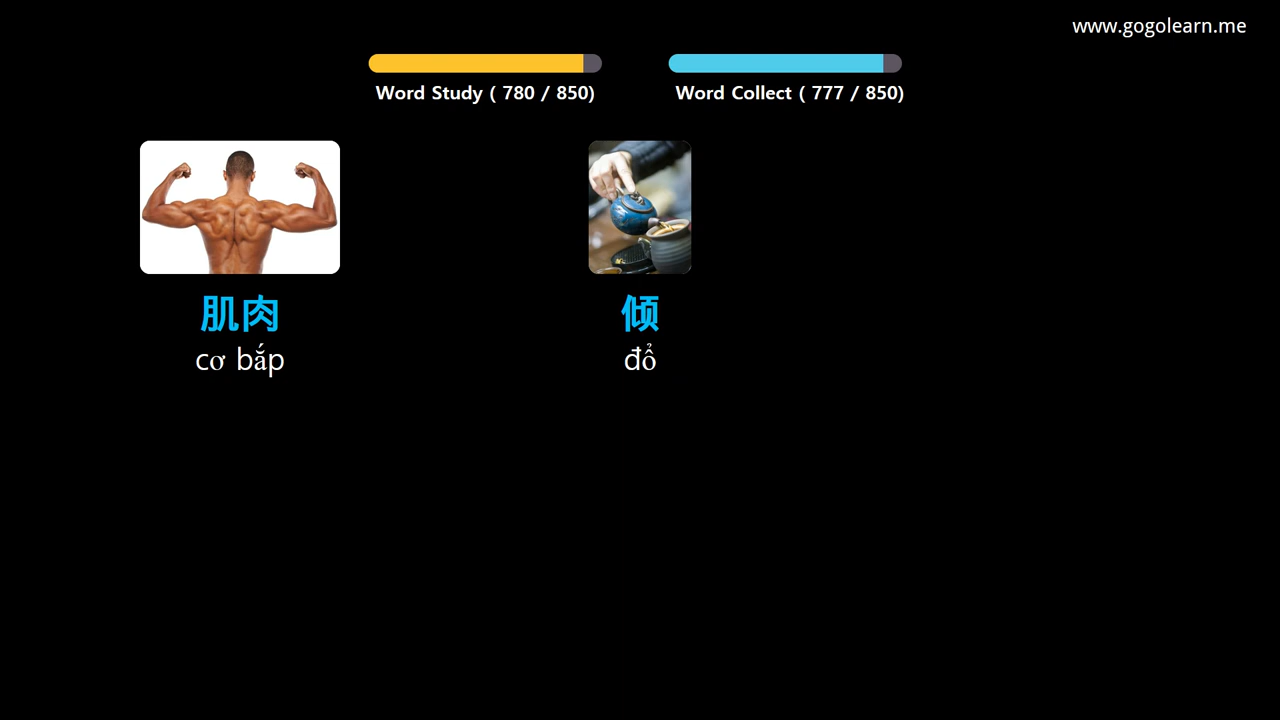 www.gogolearn.me
Word Study ( 780 / 850)
Word Collect ( 777 / 850)
肌肉
cơ bắp
倾
đổ